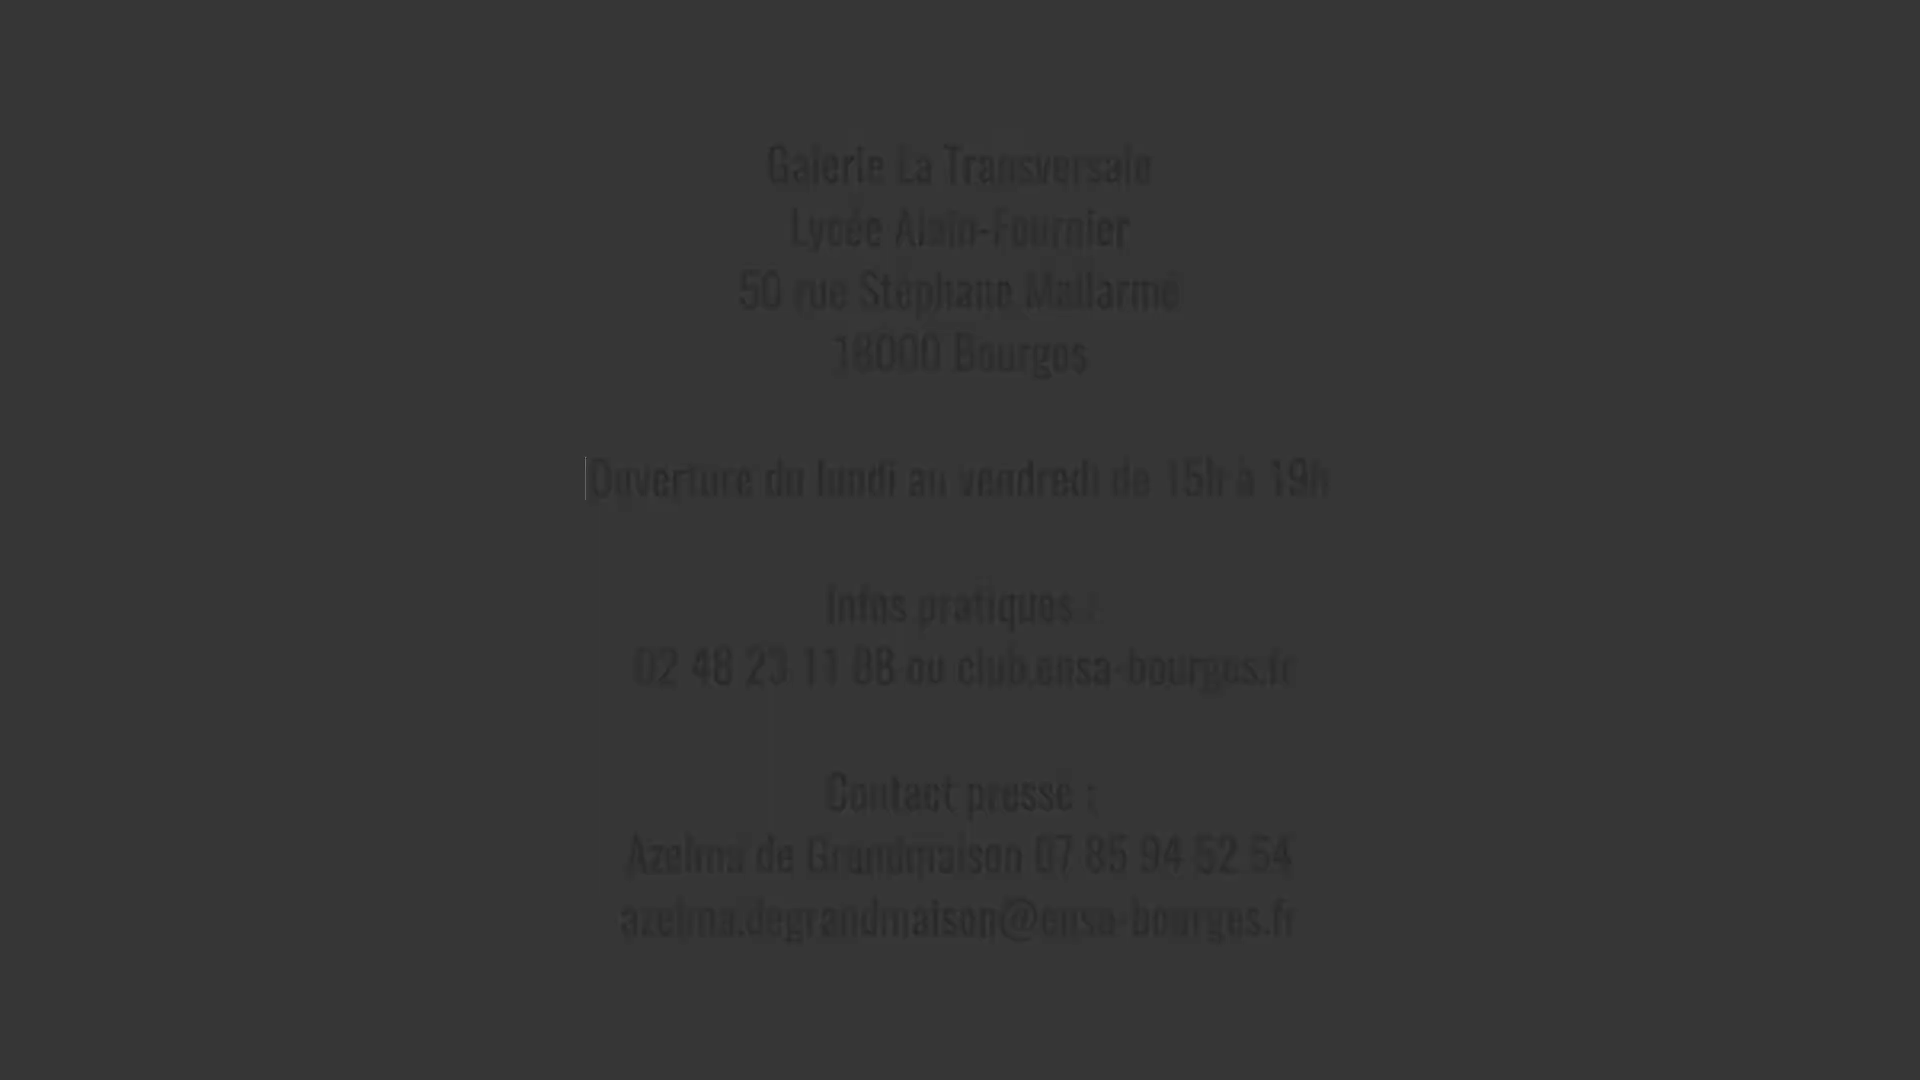 Galerie La Transversale
Lycée Alain-Fournier
50 rue Stéphane Mallarmé
18000 Bourges
Ouverture du lundi au vendredi de 15h à 19h
Infos pratiques :
02 48 23 11 88 ou club.ensa-bourges.fr
Contact presse :
Azelma de Grandmaison 07 85 94 52 54
azelma.degrandmaison@ensa-bourges.fr